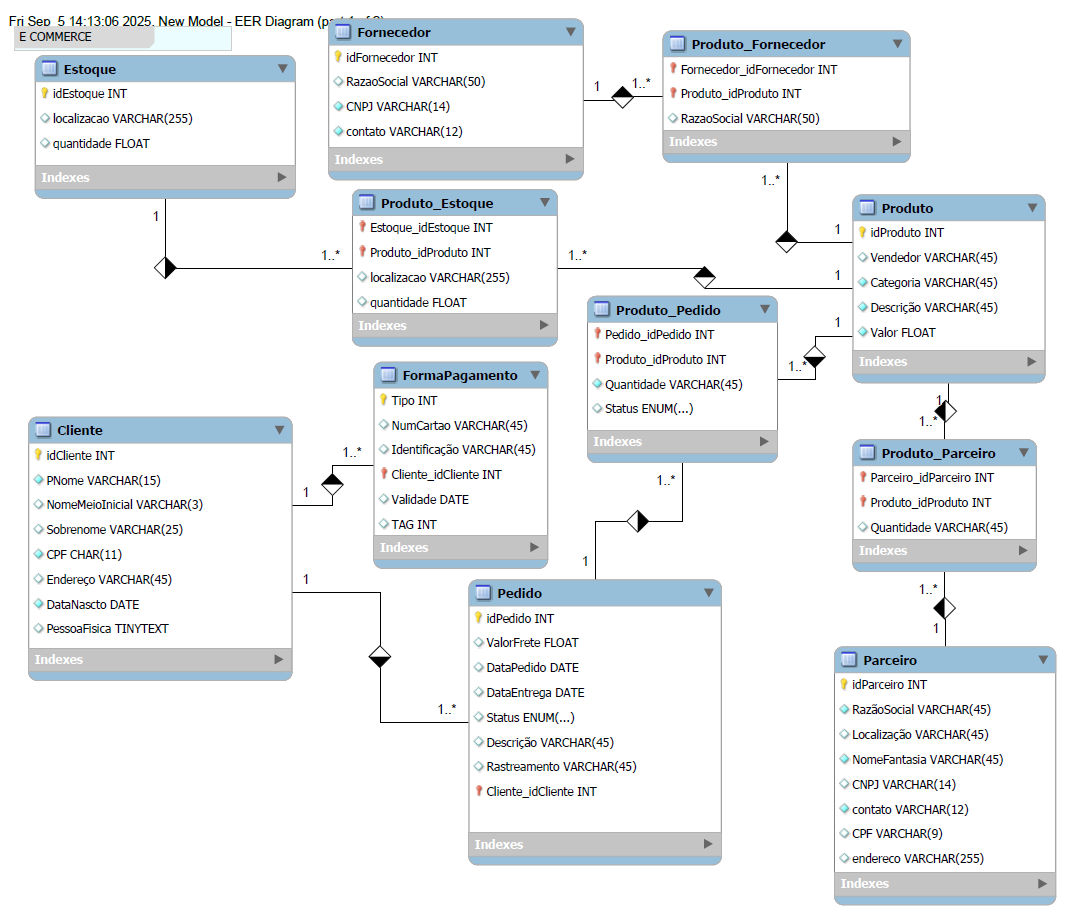 Fri Sep 5 14:13:06 2025, New Model - EER Diagram (part 1 of 2)
E COMMERCE
Estoque
idEstoque INT
localizacao VARCHAR(255)
quantidade FLOAT
Indexes
Fornecedor
idFornecedor INT
RazaoSocial VARCHAR(50)
CNPJ VARCHAR(14)
contato VARCHAR(12)
Indexes
1
1..*
Produto_Fornecedor
Fornecedor_idFornecedor INT
Produto_idProduto INT
RazaoSocial VARCHAR(50)
Indexes
1..*
1
1
1..*
Produto_Estoque
Estoque_idEstoque INT
Produto_idProduto INT
localizacao VARCHAR(255)
quantidade FLOAT
Indexes
1..*
1
Produto
idProduto INT
Vendedor VARCHAR(45)
Categoria VARCHAR(45)
Descrição VARCHAR(45)
Valor FLOAT
Indexes
Produto_Pedido
Pedido_idPedido INT
Produto_idProduto INT
Quantidade VARCHAR(45)
Status ENUM(...)
Indexes
1
1..*
FormaPagamento
Tipo INT
NumCartao VARCHAR(45)
Identificação VARCHAR(45)
Cliente_idCliente INT
Validade DATE
TAG INT
Indexes
Cliente
idCliente INT
PNome VARCHAR(15)
NomeMeioInicial VARCHAR(3)
Sobrenome VARCHAR(25)
CPF CHAR(11)
Endereço VARCHAR(45)
DataNascto DATE
PessoaFisica TINYTEXT
Indexes
1..*
1
1
1..*
1..*
1
Pedido
idPedido INT
ValorFrete FLOAT
DataPedido DATE
DataEntrega DATE
Status ENUM(...)
Descrição VARCHAR(45)
Rastreamento VARCHAR(45)
Cliente_idCliente INT
Indexes
1
1..*
Produto_Parceiro
Parceiro_idParceiro INT
Produto_idProduto INT
Quantidade VARCHAR(45)
Indexes
1..*
1
Parceiro
idParceiro INT
RazãoSocial VARCHAR(45)
Localização VARCHAR(45)
NomeFantasia VARCHAR(45)
CNPJ VARCHAR(14)
contato VARCHAR(12)
CPF VARCHAR(9)
endereco VARCHAR(255)
Indexes